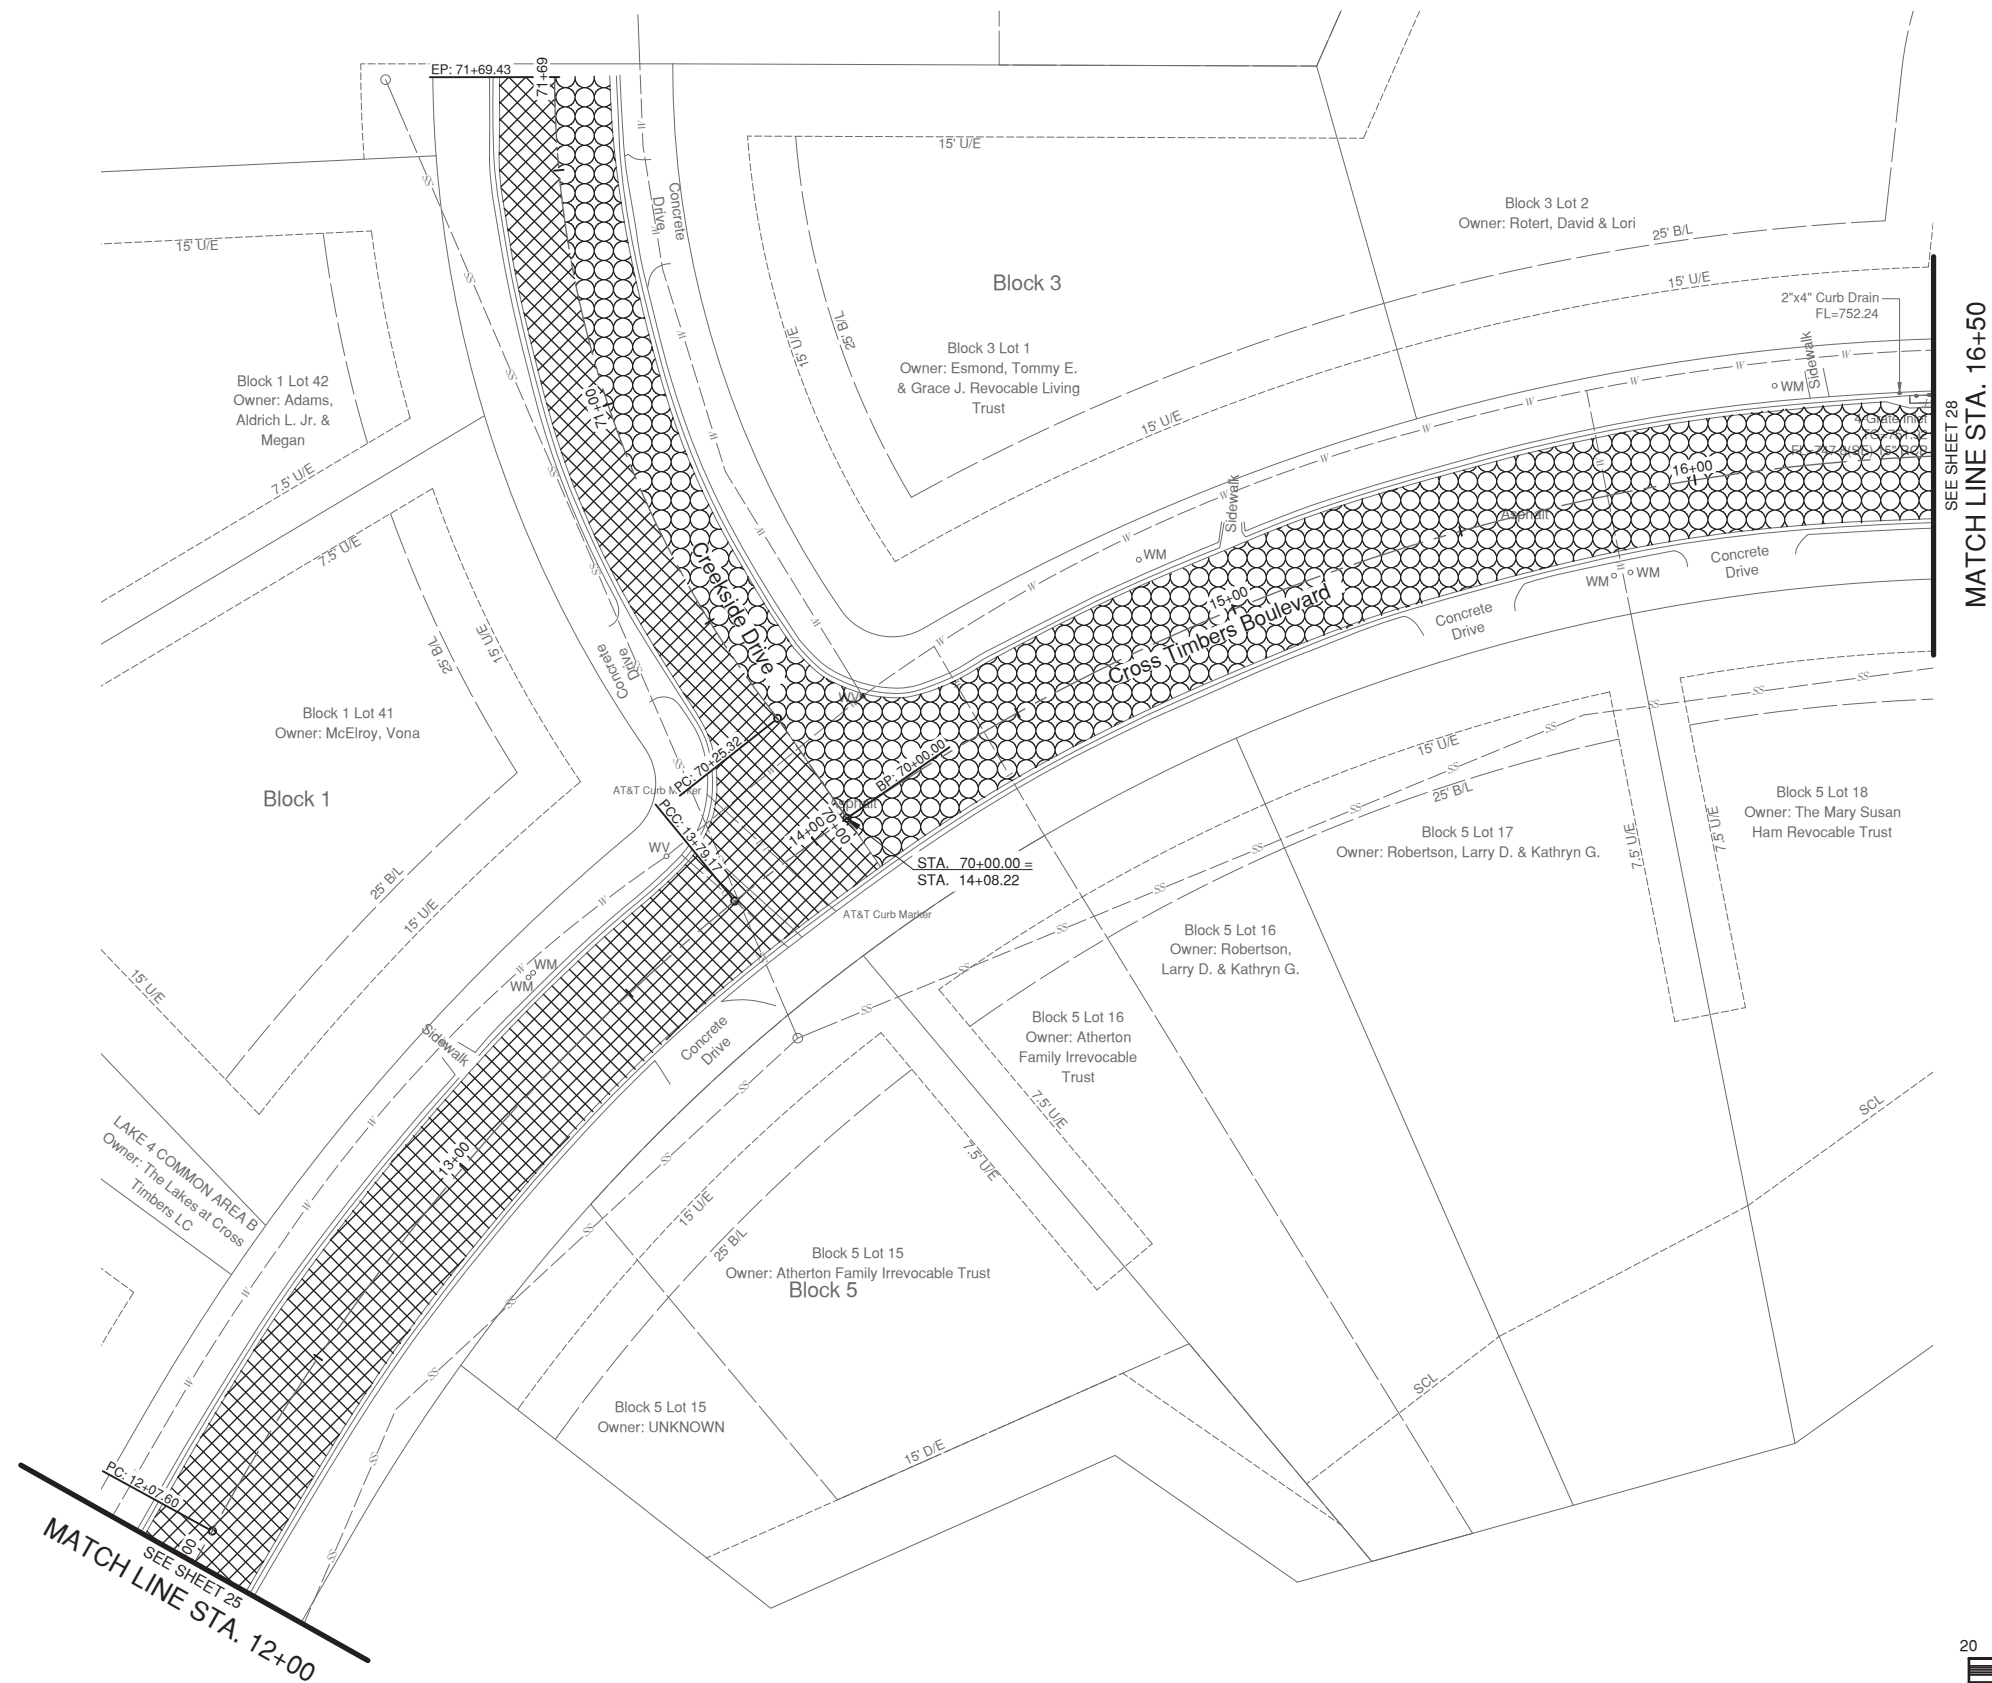 EP: 71+69.43
71+69
15' U/E
Concrete
Drive
15' U/E
Block 3 Lot 2
Owner: Rotert, David & Lori
25' B/L
15' U/E
2"x4" Curb Drain
FL=752.24
Sidewalk
WM
Block 3
15' U/E
25' B/L
Block 3 Lot 1
Owner: Esmond, Tommy E.
& Grace J. Revocable Living
Trust
15' U/E
Block 1 Lot 42
Owner: Adams,
Aldrich L. Jr. &
Megan
7.5' U/E
71+00
SEE SHEET 28
MATCH LINE STA. 16+50
4' Grate Inlet
16+00
Asphalt
Sidewalk
WM
Concrete
Drive
WM
WM
Concrete
Drive
15+00
Cross Timbers Boulevard
Creekside Drive
7.5' U/E
25' B/L
15' U/E
Concrete
Drive
Block 1 Lot 41
Owner: McElroy, Vona
Block 1
WV
PC: 70+25.32
AT&T Curb Marker
PCC: 13+79.17
WV
BP: 70+00.00
Asphalt
14+00
70+00
STA. 70+00.00 =
STA. 14+08.22
AT&T Curb Marker
15' U/E
25' B/L
Block 5 Lot 17
Owner: Robertson, Larry D. & Kathryn G.
7.5' U/E
7.5' U/E
Block 5 Lot 18
Owner: The Mary Susan
Ham Revocable Trust
25' B/L
15' U/E
15' U/E
WM
WM
Sidewalk
Concrete
Drive
Block 5 Lot 16
Owner: Robertson,
Larry D. & Kathryn G.
Block 5 Lot 16
Owner: Atherton
Family Irrevocable
Trust
7.5' U/E
7.5' U/E
SCL
LAKE 4 COMMON AREA B
Owner: The Lakes at Cross
Timbers LC
13+00
15' U/E
25' B/L
Block 5 Lot 15
Owner: Atherton Family Irrevocable Trust
Block 5
SCL
Block 5 Lot 15
Owner: UNKNOWN
15' D/E
PC: 12+07.60
00
SEE SHEET 25
MATCH LINE STA. 12+00
20